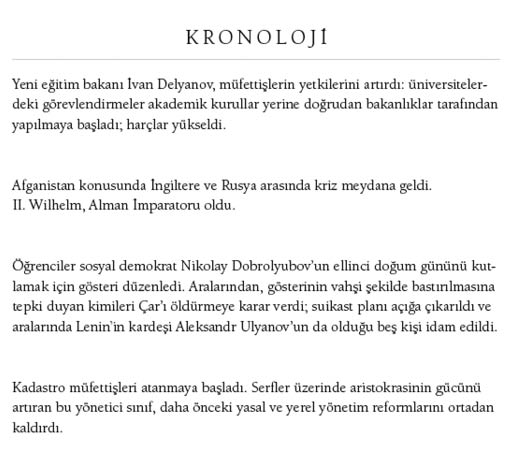 KRONOLOJİ
Yeni eğitim bakanı İvan Delyanov, müfettişlerin yetkilerini artırdı: üniversiteler-
deki görevlendirmeler akademik kurullar yerine doğrudan bakanlıklar tarafından
yapılmaya başladı; harçlar yükseldi.
Afganistan konusunda İngiltere ve Rusya arasında kriz meydana geldi.
II. Wilhelm, Alman İmparatoru oldu.
Öğrenciler sosyal demokrat Nikolay Dobrolyubov'un ellinci doğum gününü kut-
lamak için gösteri düzenledi. Aralarından, gösterinin vahşi şekilde bastırılmasına
tepki duyan kimileri Çar'ı öldürmeye karar verdi; suikast planı açığa çıkarıldı ve
aralarında Lenin'in kardeşi Aleksandr Ulyanov'un da olduğu beş kişi idam edildi.
Kadastro müfettişleri atanmaya başladı. Serfler üzerinde aristokrasinin gücünü
artıran bu yönetici sınıf, daha önceki yasal ve yerel yönetim reformlarını ortadan
kaldırdı.